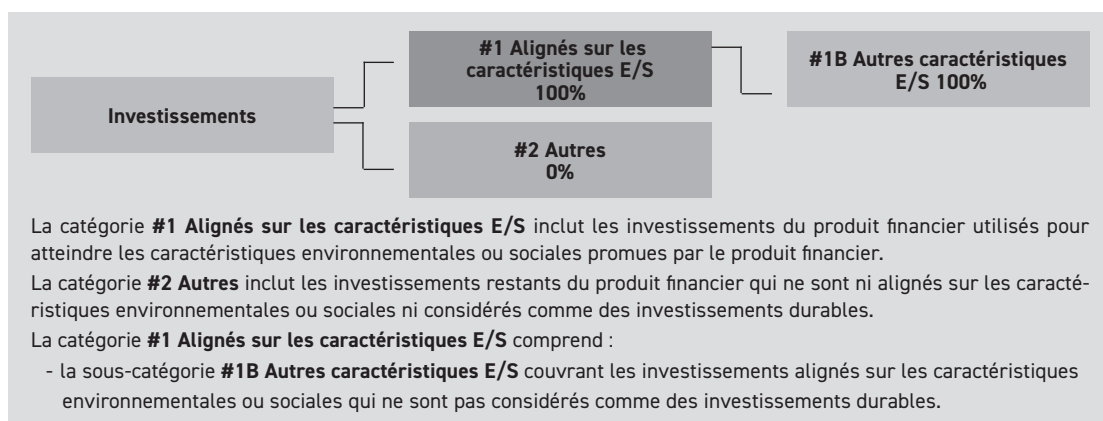 #1 Alignés sur les
caractéristiques E/S
100%
#1B Autres caractéristiques
E/S 100%
Investissements
#2 Autres
0%
La catégorie #1 Alignés sur les caractéristiques E/S inclut les investissements du produit financier utilisés pour
atteindre les caractéristiques environnementales ou sociales promues par le produit financier.
La catégorie #2 Autres inclut les investissements restants du produit financier qui ne sont ni alignés sur les caracté-
ristiques environnementales ou sociales ni considérés comme des investissements durables.
La catégorie #1 Alignés sur les caractéristiques E/S comprend :
- la sous-catégorie #1B Autres caractéristiques E/S couvrant les investissements alignés sur les caractéristiques
environnementales ou sociales qui ne sont pas considérés comme des investissements durables.